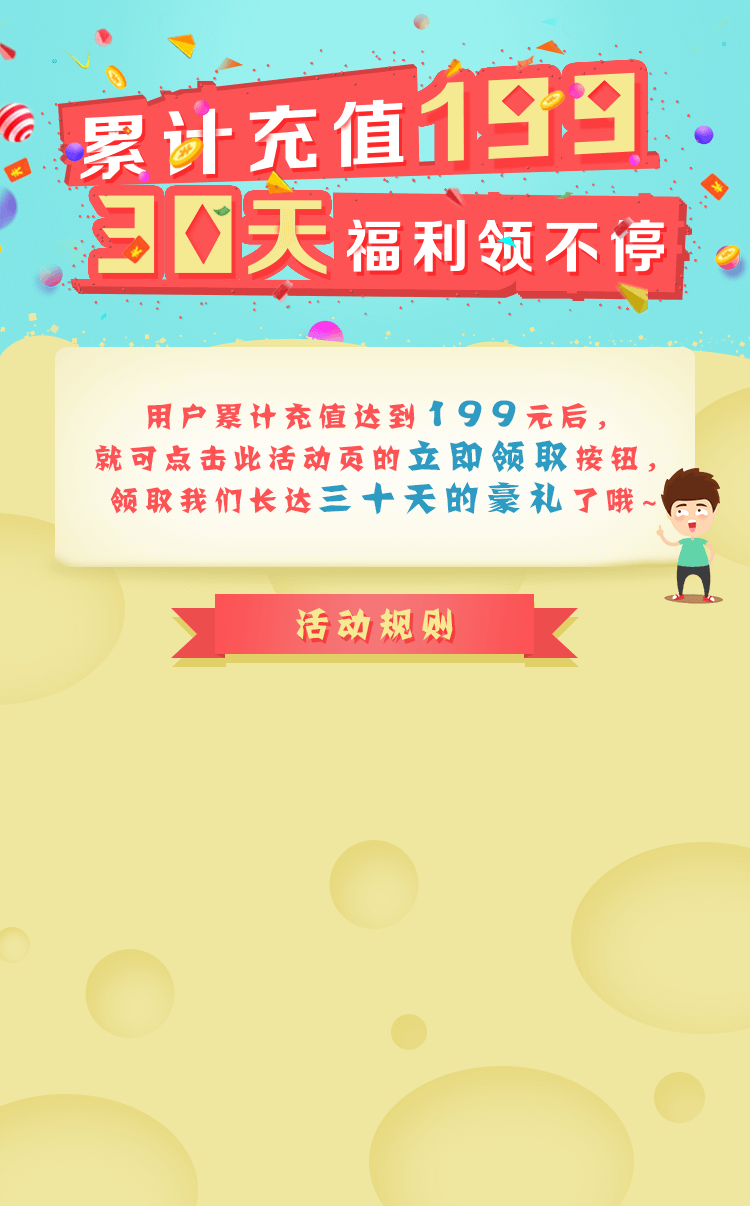 累计充值199
30天福利领不停
用户累计充值达到199元后，
就可点击此活动页的立即领取按钮，
领取我们长达三十天的豪礼了哦~
活动规则